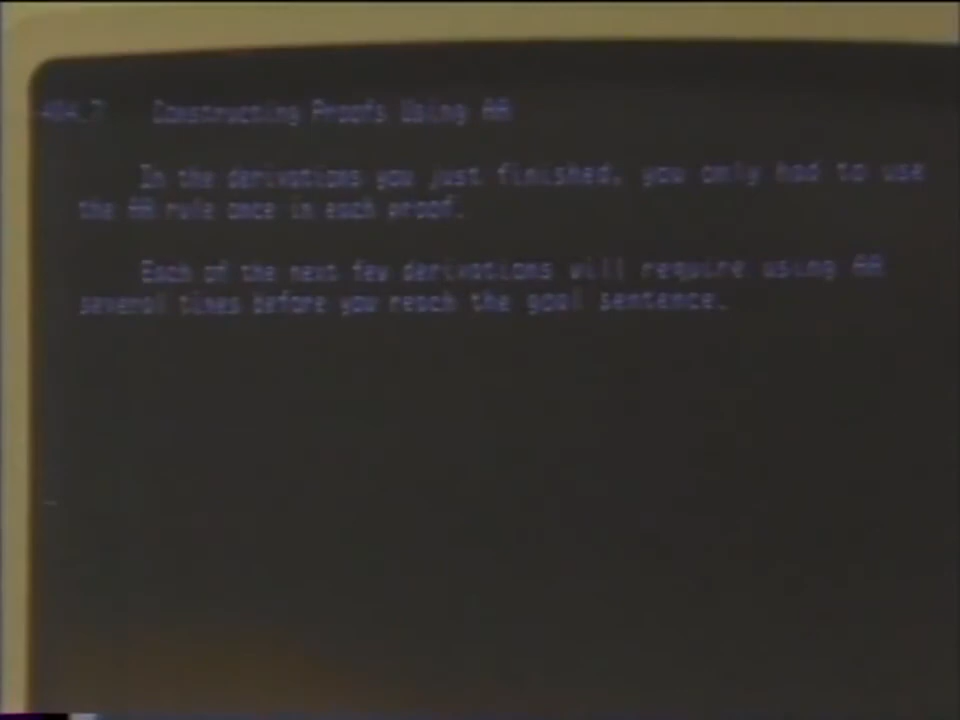 404.7 Constructing Proofs Using AA
In the derivations you just finished, you only had to use
the AA rule once in each proof.
Each of the next few derivations will require using AA
several times before you reach the goal sentence.